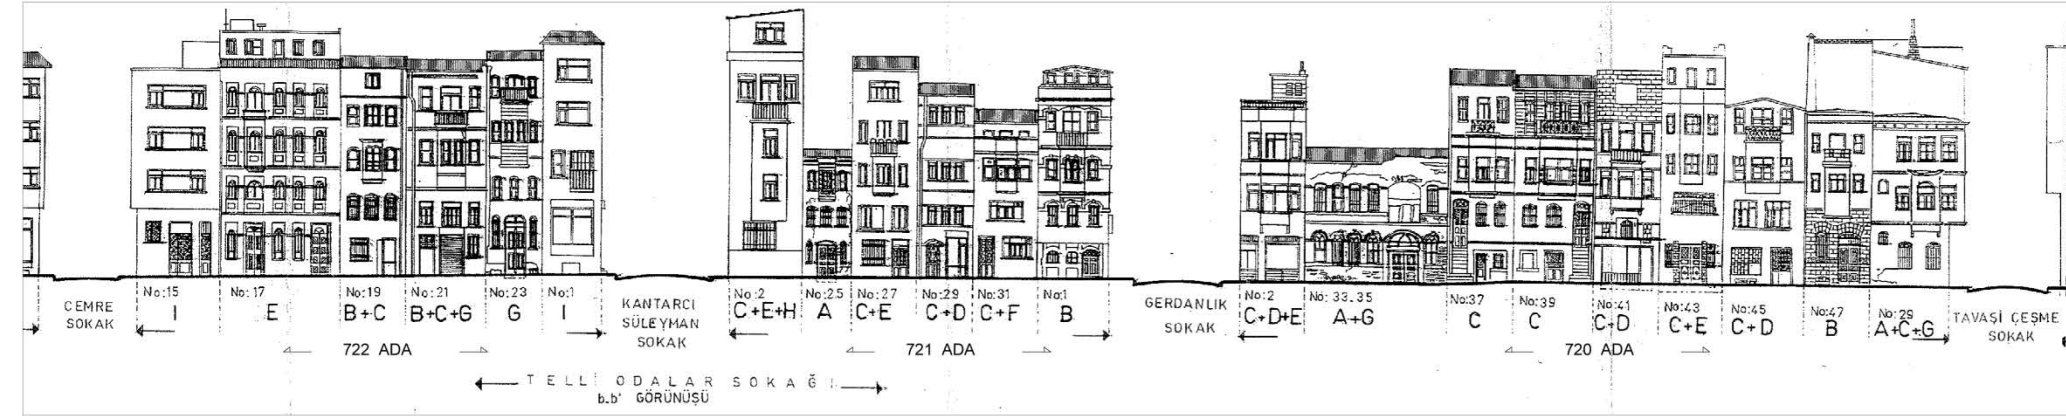 CEMRE
SOKAK
No:15
I
No: 17
E
No:19
B+C
No:21
B+C+G
No:23
G
No:1
I
722 ADA
KANTARCI
SÜLEYMAN
SOKAK
No:2
C+E+H
No:25
A
No:27
C+E
No:29
C+D
No:31
C+F
No:1
B
721 ADA
GERDANLIK
SOKAK
No:2
C+D+E
No: 33-35
A+G
No:37
C
No:39
C
No:41
C+D
No:43
C+E
No:45
C+D
No:47
B
No:29
A+C+G
720 ADA
TAVAŞİ ÇEŞME
SOKAK
TELLİ ODALAR SOKAĞI
b-b' GÖRÜNÜŞÜ